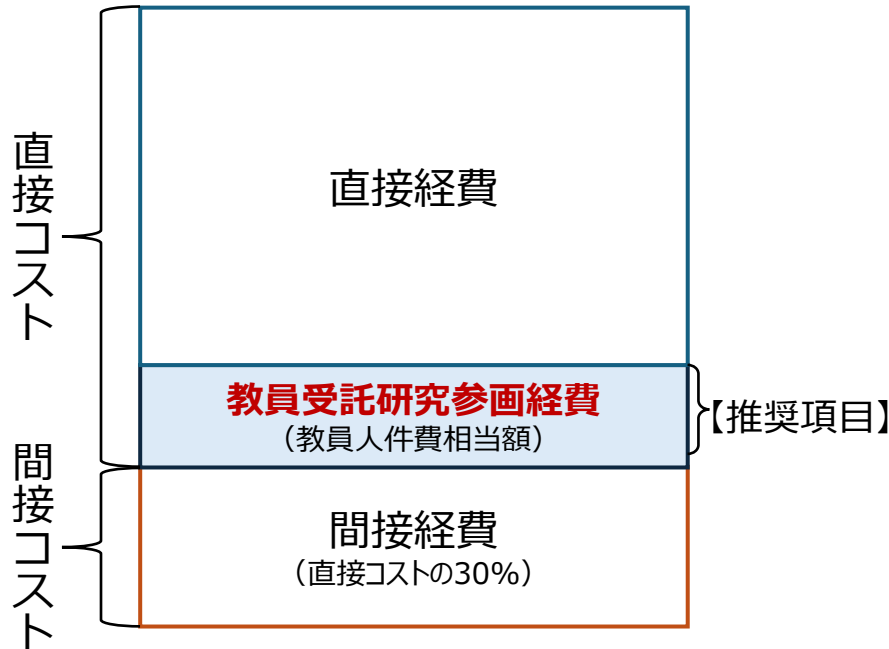 直接コスト
直接経費
教員受託研究参画経費
（教員人件費相当額）
【推奨項目】
間接コスト
間接経費
（直接コストの30%）